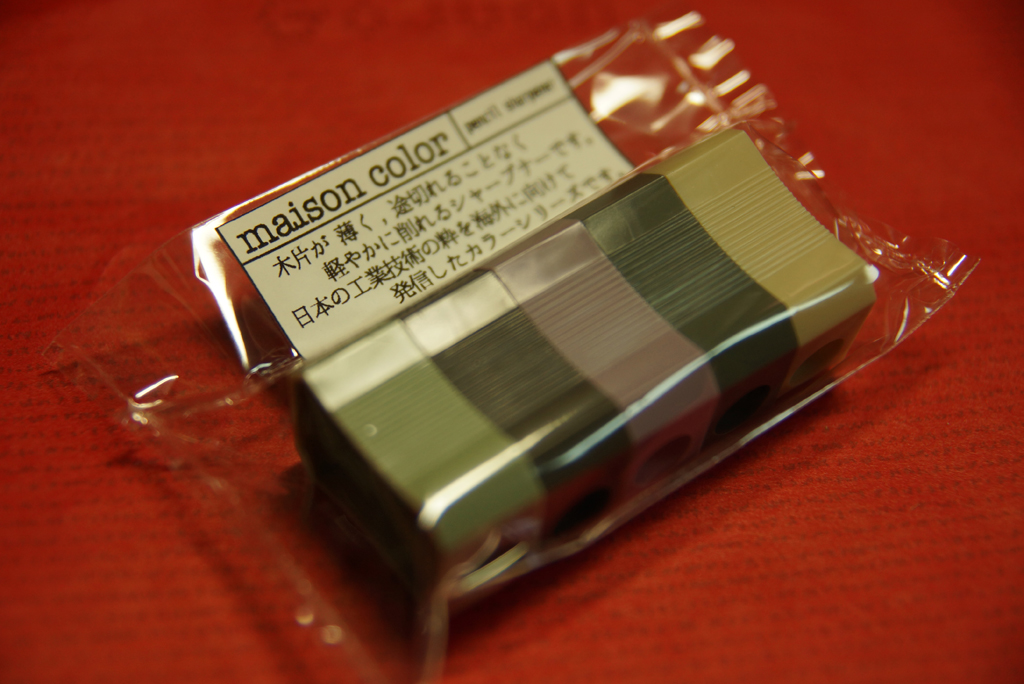 maison color
pencil sharpener
木片が 薄く，途切れることなく
軽やかに削れるシャープナーです。
日本の工業技術の粋を海外に向けて
発信したカラーシリーズです。